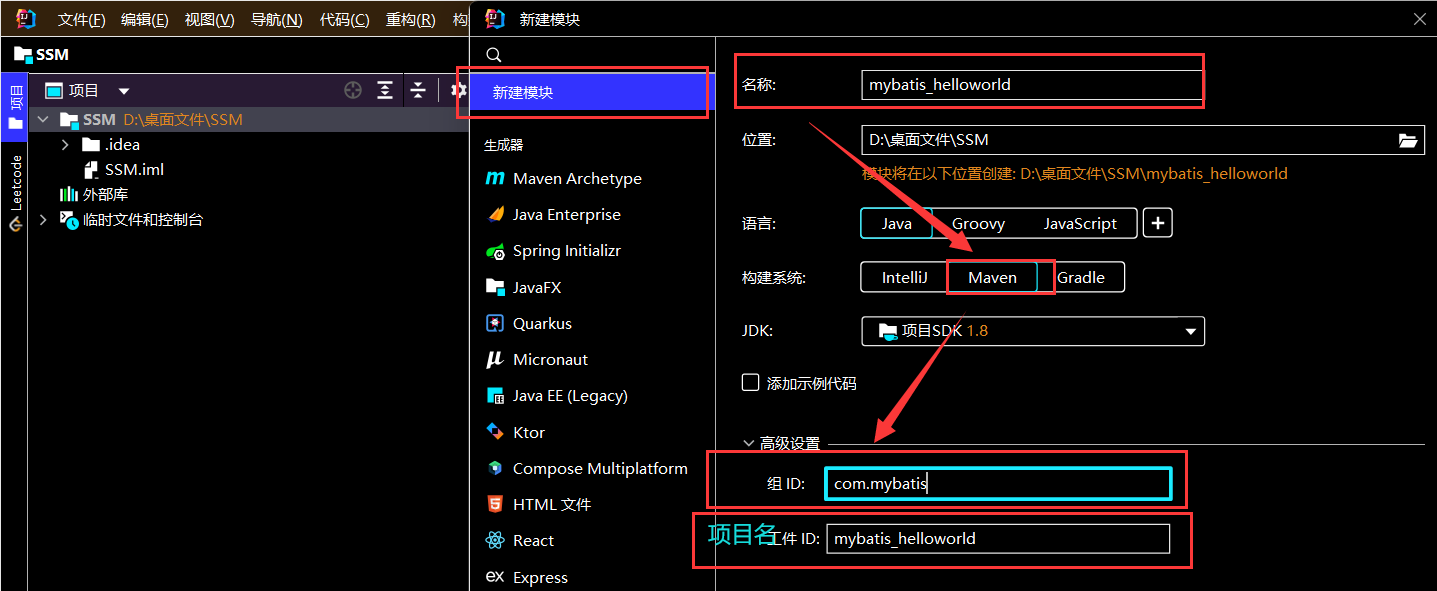 文件(F) 编辑(E) 视图(V) 导航(N) 代码(C) 重构(R) 构
SSM
项目
SSM D:\桌面文件\SSM
.idea
SSM.iml
外部库
临时文件和控制台
项目
Leetcode
新建模块
新建模块
生成器
Maven Archetype
Java Enterprise
Spring Initializr
JavaFX
Quarkus
Micronaut
Java EE (Legacy)
Ktor
Compose Multiplatform
HTML 文件
React
ex Express
名称: mybatis_helloworld
位置: D:\桌面文件\SSM
模块将在以下位置创建: D:\桌面文件\SSM\mybatis_helloworld
语言: Java Groovy JavaScript +
构建系统: IntelliJ Maven Gradle
JDK: 项目SDK 1.8
添加示例代码
高级设置
组 ID: com.mybatis
项目名
工件 ID: mybatis_helloworld